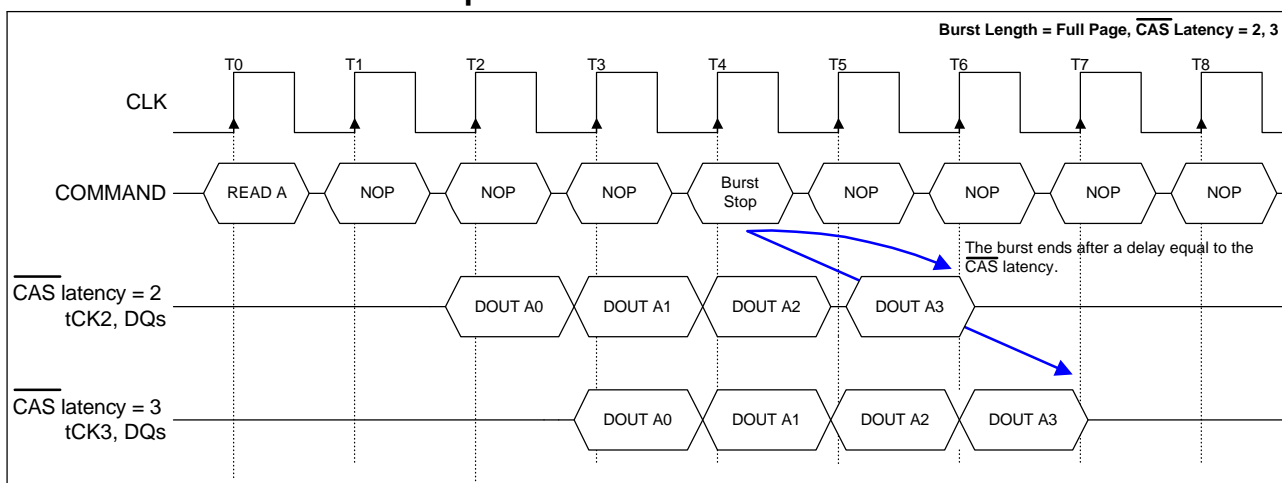 Burst Length = Full Page, CAS Latency = 2, 3
T0 T1 T2 T3 T4 T5 T6 T7 T8
CLK
COMMAND READ A NOP NOP NOP Burst Stop NOP NOP NOP NOP
The burst ends after a delay equal to the
CAS latency.
CAS latency = 2
tCK2, DQs
DOUT A0 DOUT A1 DOUT A2 DOUT A3
CAS latency = 3
tCK3, DQs
DOUT A0 DOUT A1 DOUT A2 DOUT A3